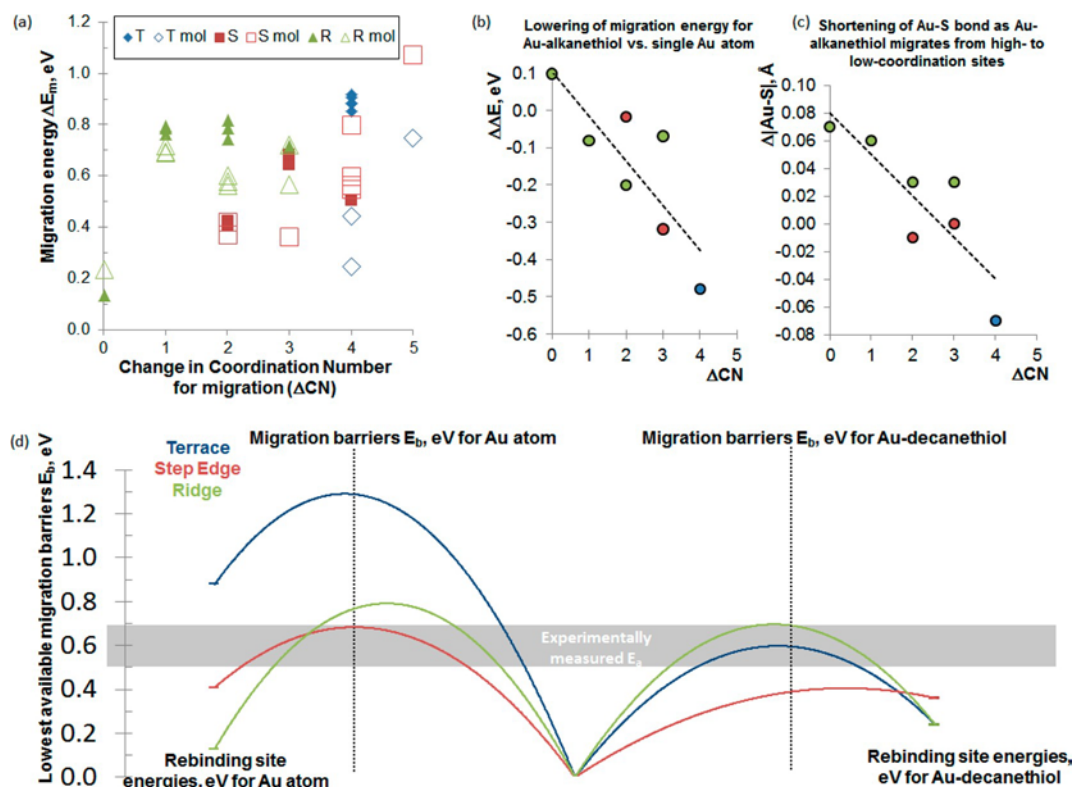 (a)
T T mol S S mol R R mol
Migration energy ΔEm, eV
1.2
1.0
0.8
0.6
0.4
0.2
0.0
0 1 2 3 4 5
Change in Coordination Number
for migration (ΔCN)
(b)
Lowering of migration energy for
Au-alkanethiol vs. single Au atom
ΔΔE, eV
0.1
0.0
-0.1
-0.2
-0.3
-0.4
-0.5
-0.6
0 1 2 3 4 5
ΔCN
(c)
Shortening of Au-S bond as Au-
alkanethiol migrates from high- to
low-coordination sites
Δ|Au-S|, Å
0.10
0.08
0.06
0.04
0.02
0.00
-0.02
-0.04
-0.06
-0.08
0 1 2 3 4 5
ΔCN
(d)
Migration barriers Eb, eV for Au atom
Migration barriers Eb, eV for Au-decanethiol
Terrace
Step Edge
Ridge
Lowest available migration barriers Eb, eV
1.4
1.2
1.0
0.8
0.6
0.4
0.2
0.0
Experimentally
measured Ea
Rebinding site
energies, eV for Au atom
Rebinding site energies,
eV for Au-decanethiol